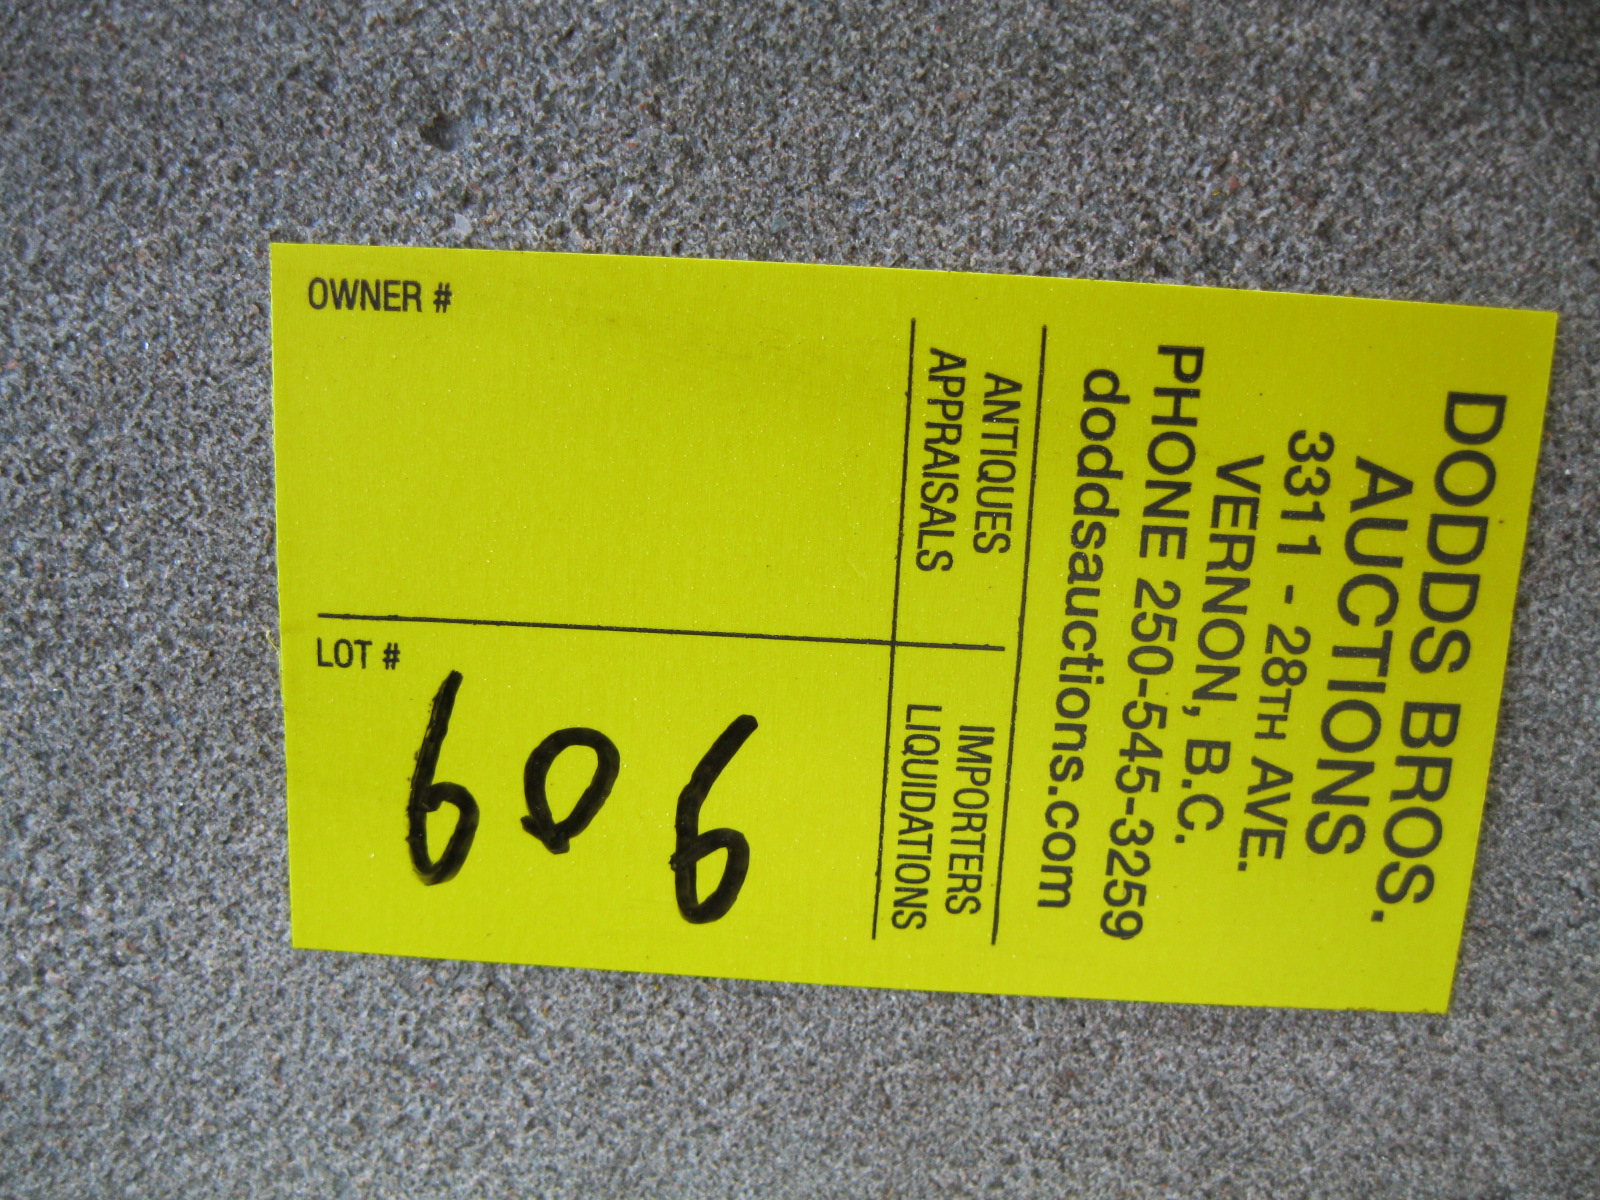 DODDS BROS.
AUCTIONS
3311 - 28TH AVE.
VERNON, B.C.
PHONE 250-545-3259
doddsauctions.com
ANTIQUES
APPRAISALS
IMPORTERS
LIQUIDATIONS
OWNER #
LOT #
606